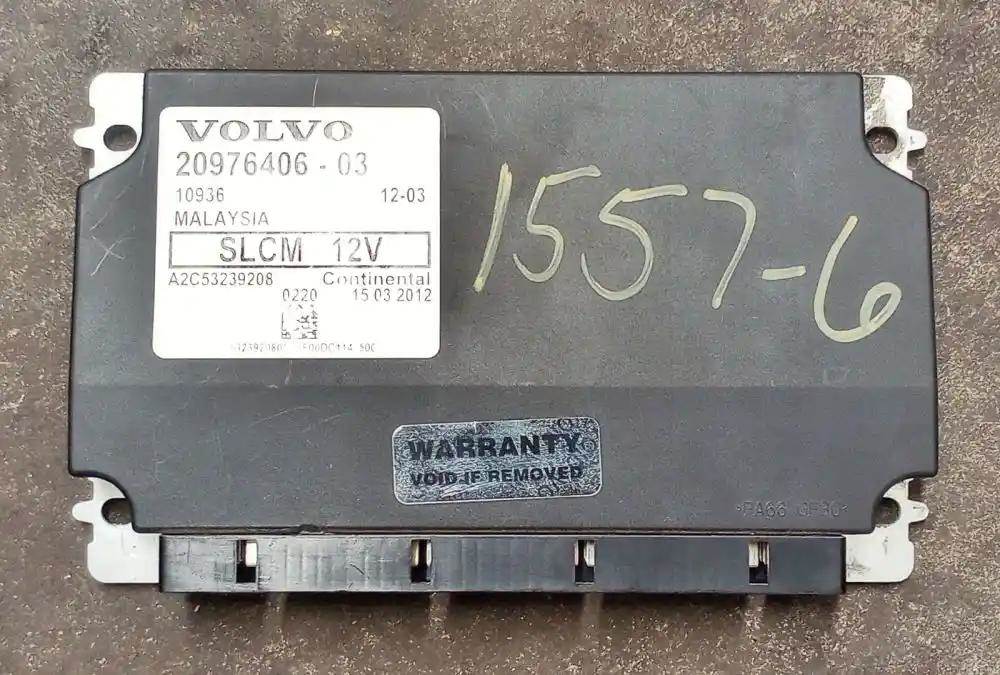 VOLVO
20976406 - 03
10936 12-03
MALAYSIA
SLCM 12V
A2C53239208 Continental
0220 15 03 2012
1557-6
WARRANTY
VOID IF REMOVED